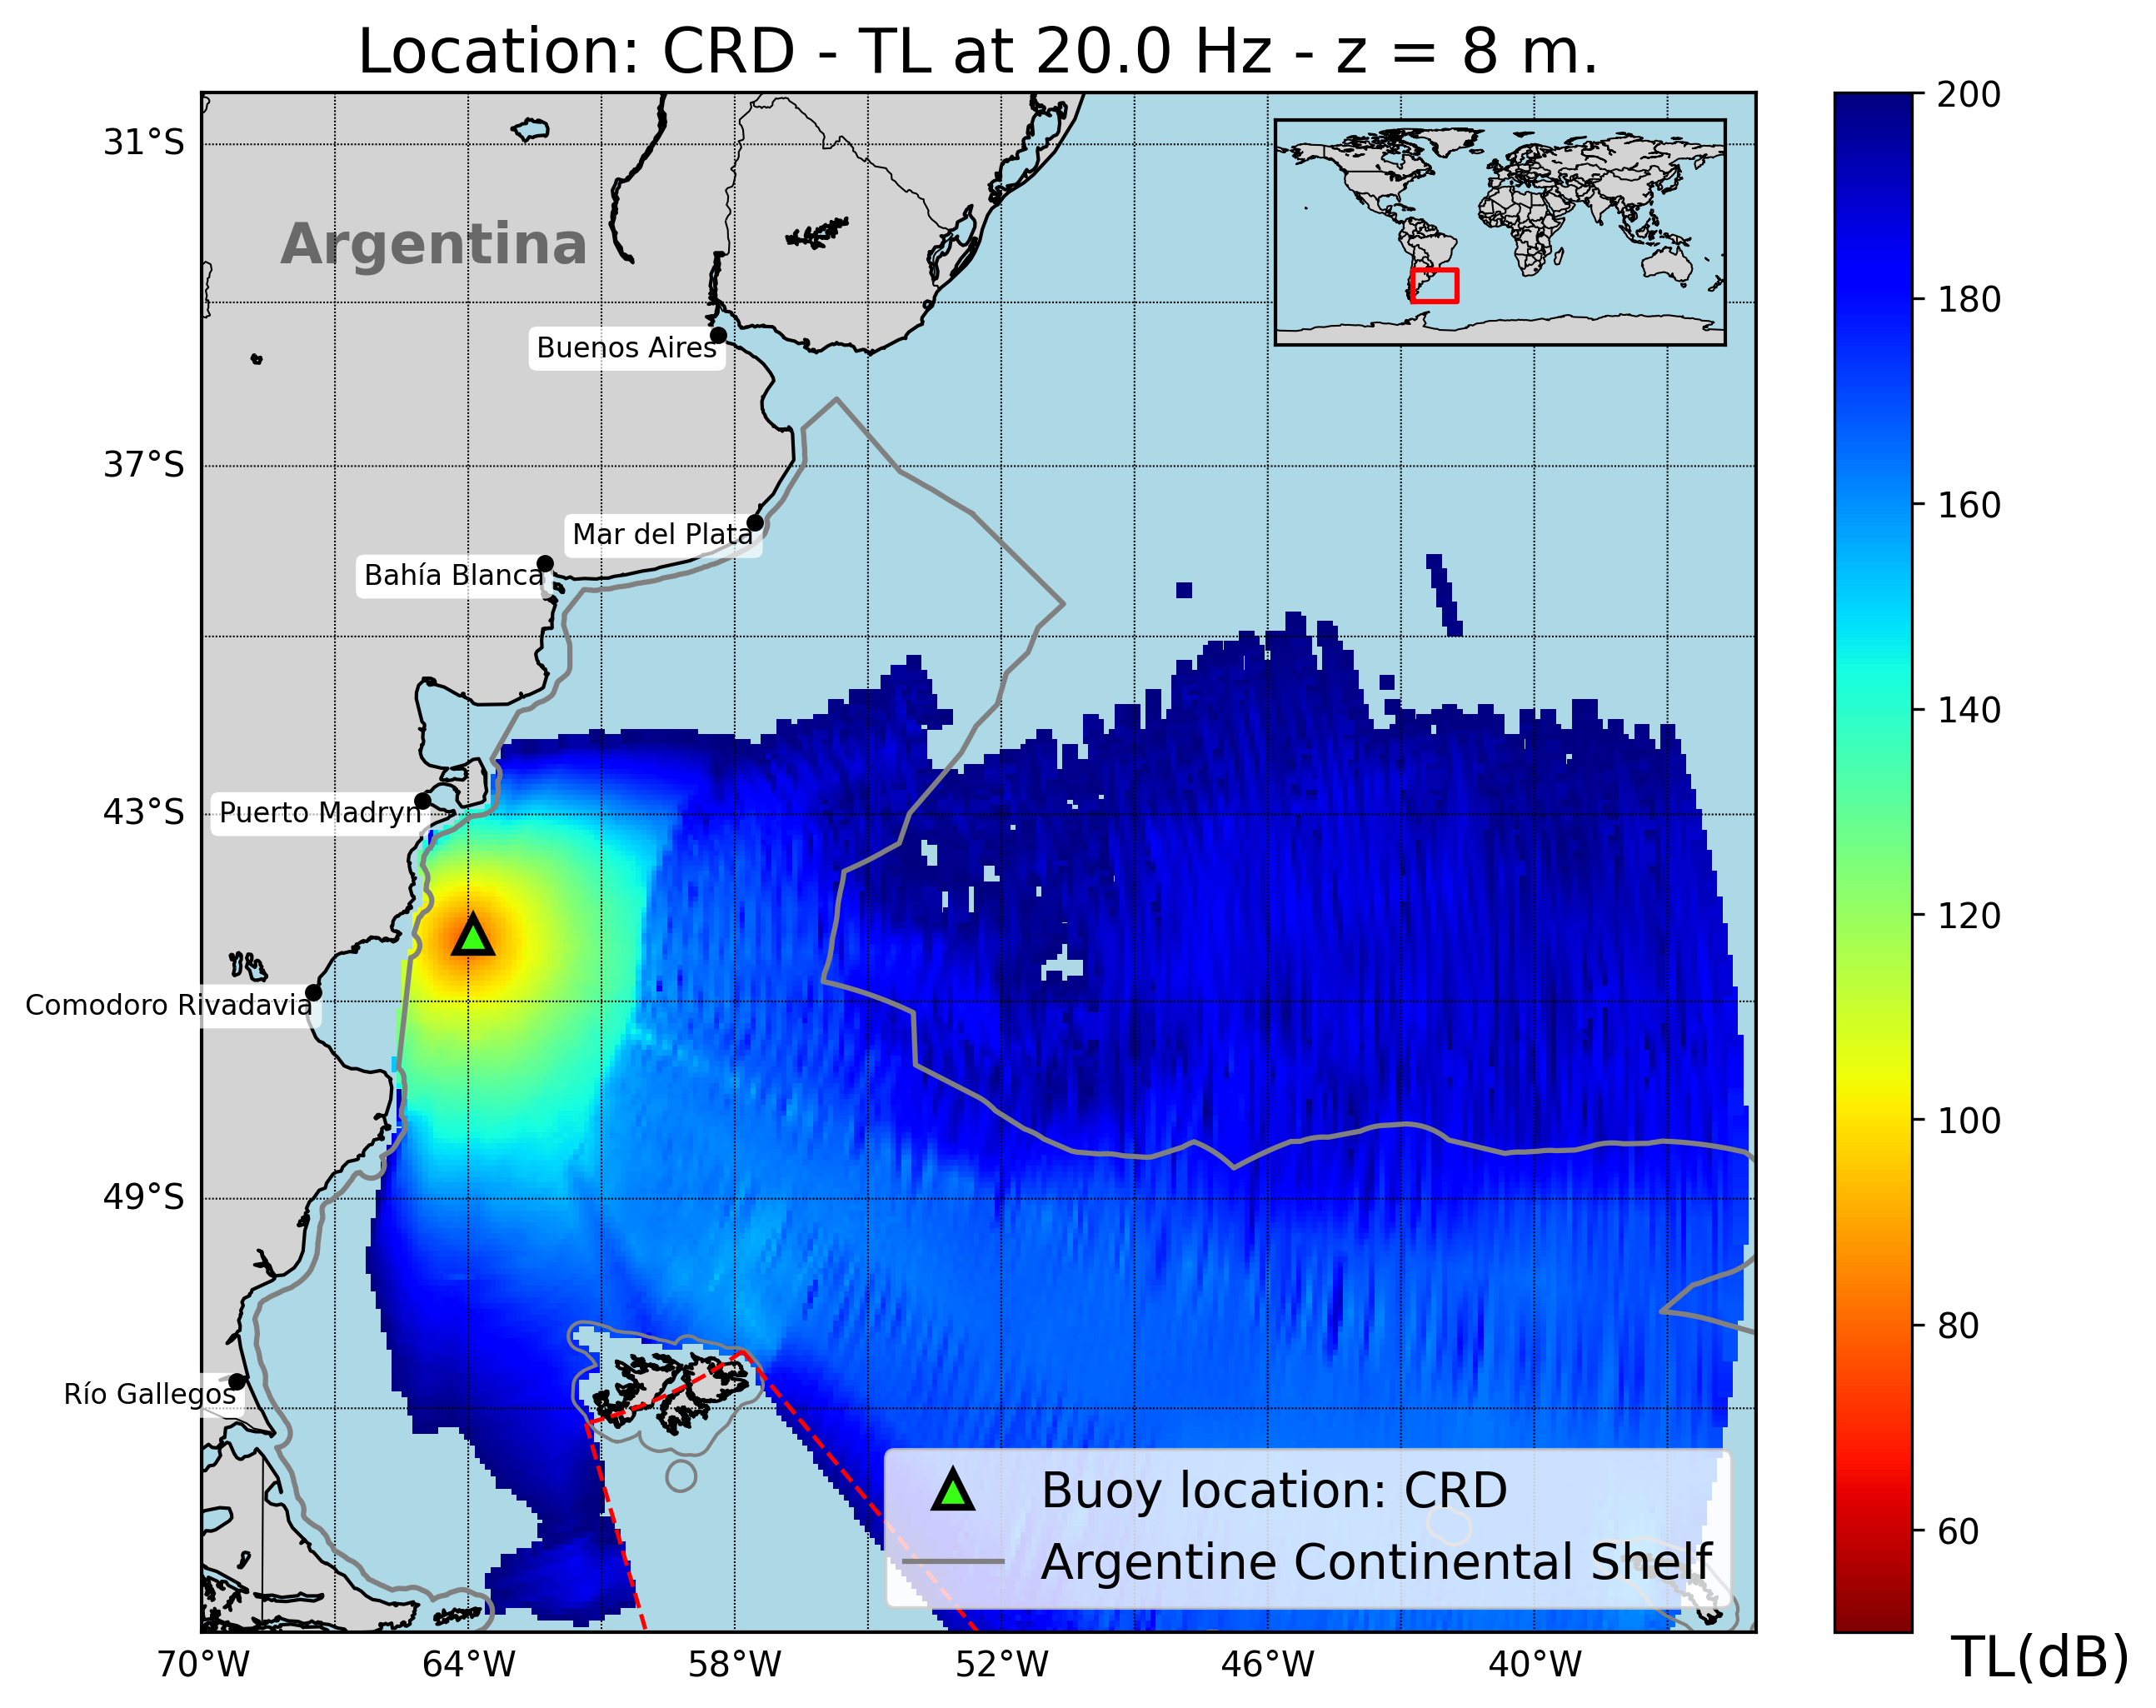 Location: CRD - TL at 20.0 Hz - z = 8 m.
31°S
Argentina
Buenos Aires
37°S
Mar del Plata
Bahía Blanca
43°S
Puerto Madryn
Comodoro Rivadavia
49°S
Río Gallegos
Buoy location: CRD
Argentine Continental Shelf
70°W 64°W 58°W 52°W 46°W 40°W
200
180
160
140
120
100
80
60
TL(dB)